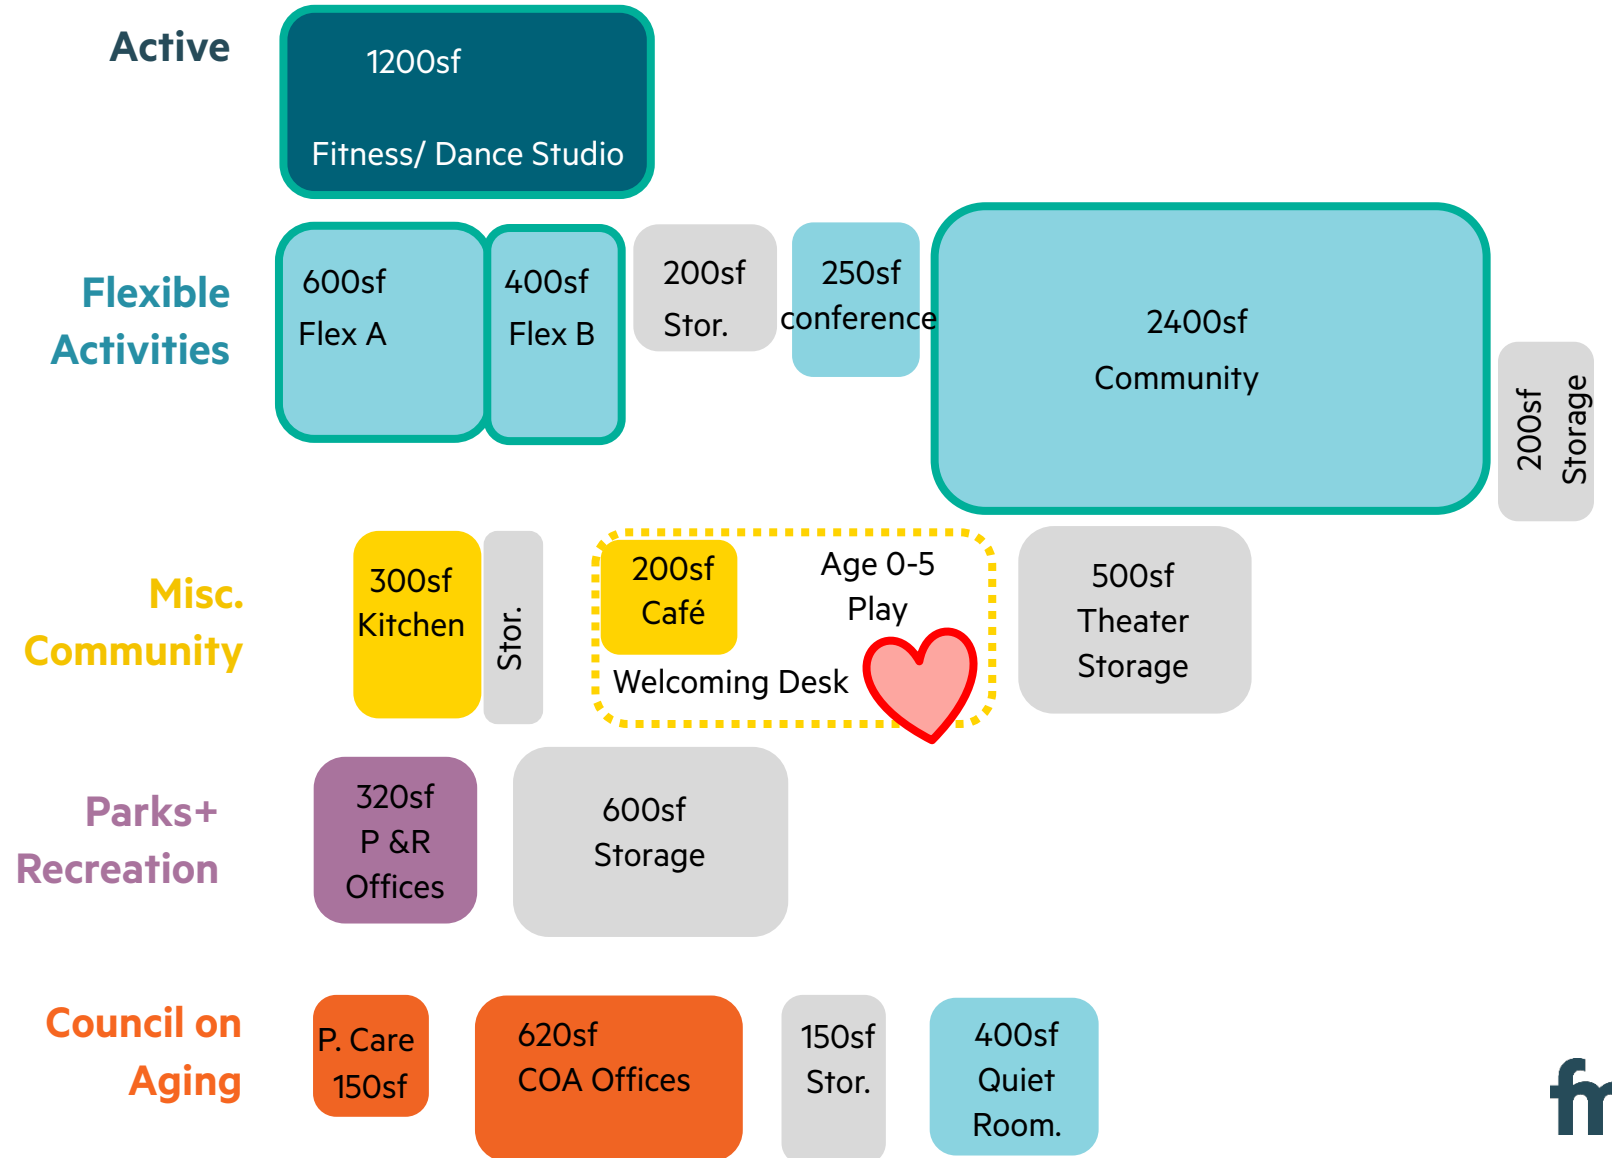 Active
1200sf
Fitness/ Dance Studio
Flexible
Activities
600sf
Flex A
400sf
Flex B
200sf
Stor.
250sf
conference
2400sf
Community
200sf
Storage
Misc.
Community
300sf
Kitchen
Stor.
200sf
Café
Age 0-5
Play
Welcoming Desk
500sf
Theater
Storage
Parks+
Recreation
320sf
P &R
Offices
600sf
Storage
Council on
Aging
P. Care
150sf
620sf
COA Offices
150sf
Stor.
400sf
Quiet
Room.